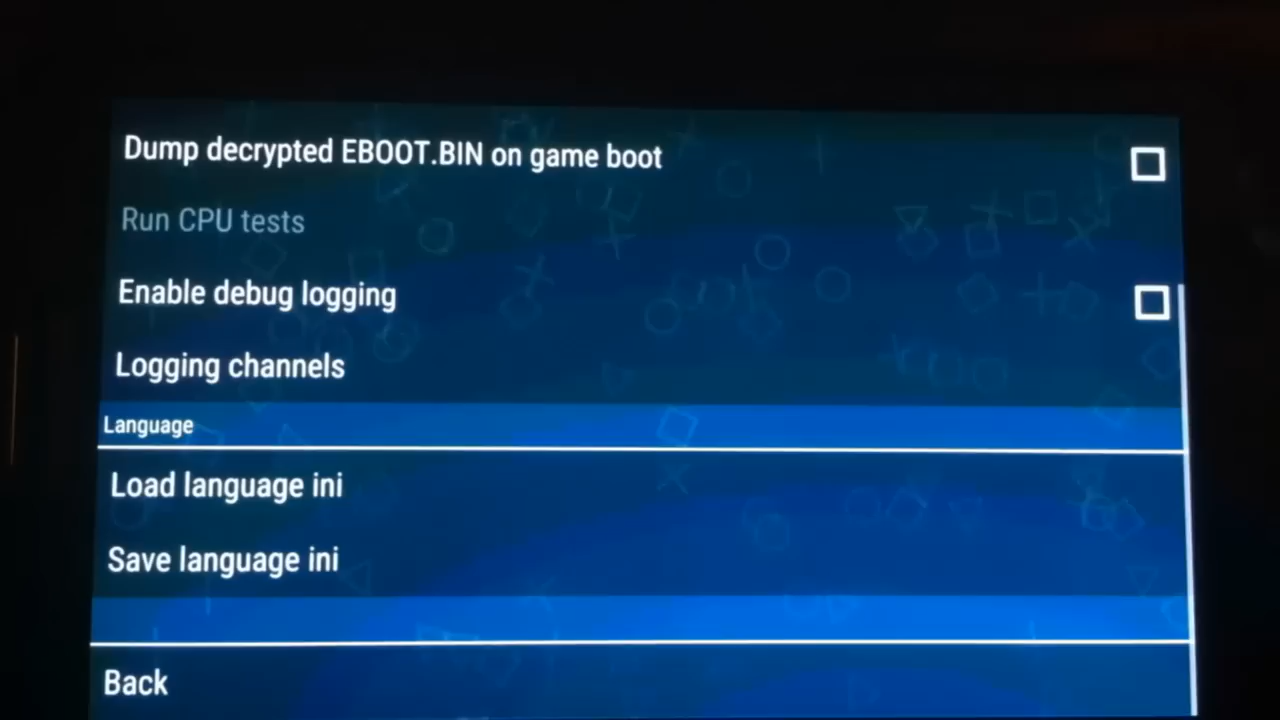 Dump decrypted EBOOT.BIN on game boot
Run CPU tests
Enable debug logging
Logging channels
Language
Load language ini
Save language ini
Back